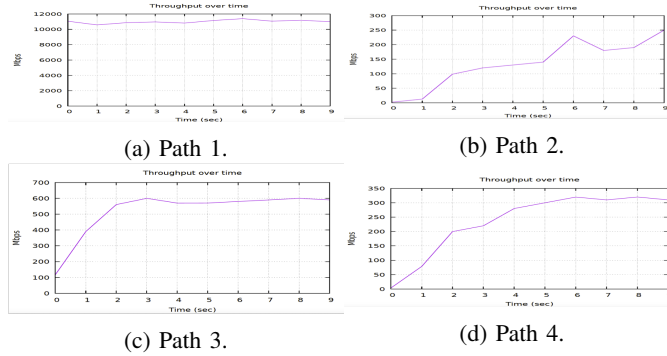 Throughput over time
12000
10000
8000
6000
4000
2000
0
Mbps
0 1 2 3 4 5 6 7 8 9
Time (sec)
(a) Path 1.
Throughput over time
300
250
200
150
100
50
0
Mbps
0 1 2 3 4 5 6 7 8 9
Time (sec)
(b) Path 2.
Throughput over time
700
600
500
400
300
200
100
0
Mbps
0 1 2 3 4 5 6 7 8 9
Time (sec)
(c) Path 3.
Throughput over time
350
300
250
200
150
100
50
0
Mbps
0 1 2 3 4 5 6 7 8 9
Time (sec)
(d) Path 4.